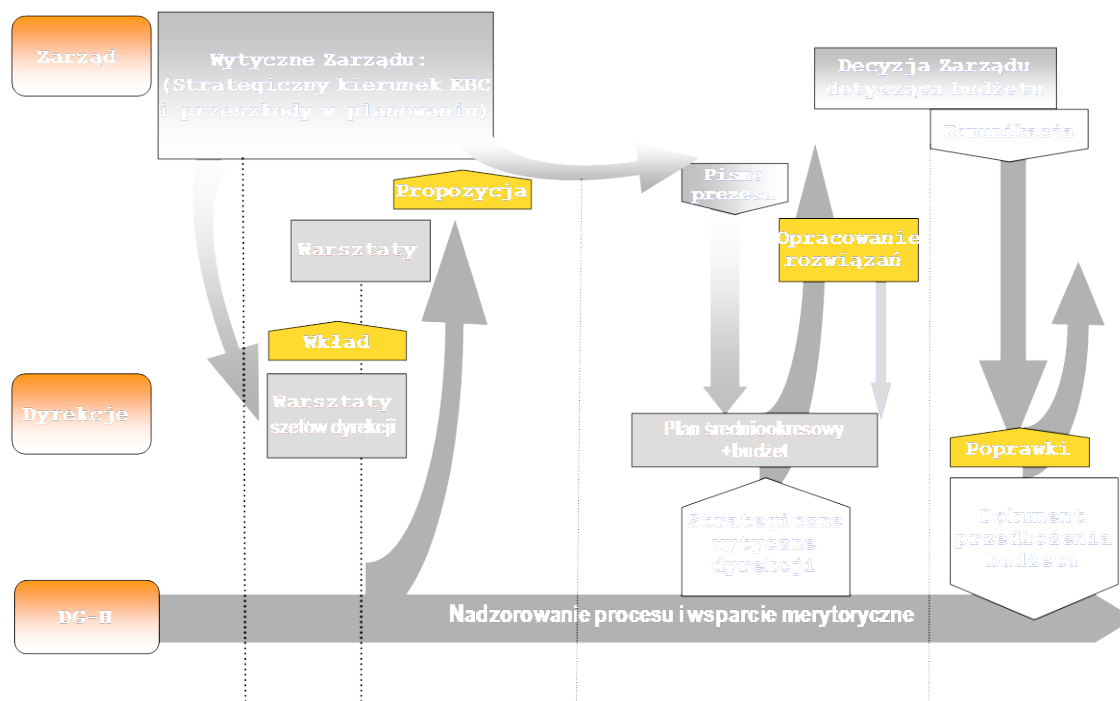 Zarząd
Wytyczne Zarządu:
(Strategiczny kierunek EBC
i przeszkody w planowaniu)
Decyzja Zarządu
dotycząca budżetu
Komunikacja
Propozycja
Pismo
prezesa
Warsztaty
Opracowanie
rozwiązań
Wkład
Dyrekcje
Warsztaty
szefów dyrekcji
Plan średniookresowy
+budżet
Poprawki
Strategiczne
wytyczne
dyrekcji
Dokument
przedłożenia
budżetu
DG-H
Nadzorowanie procesu i wsparcie merytoryczne